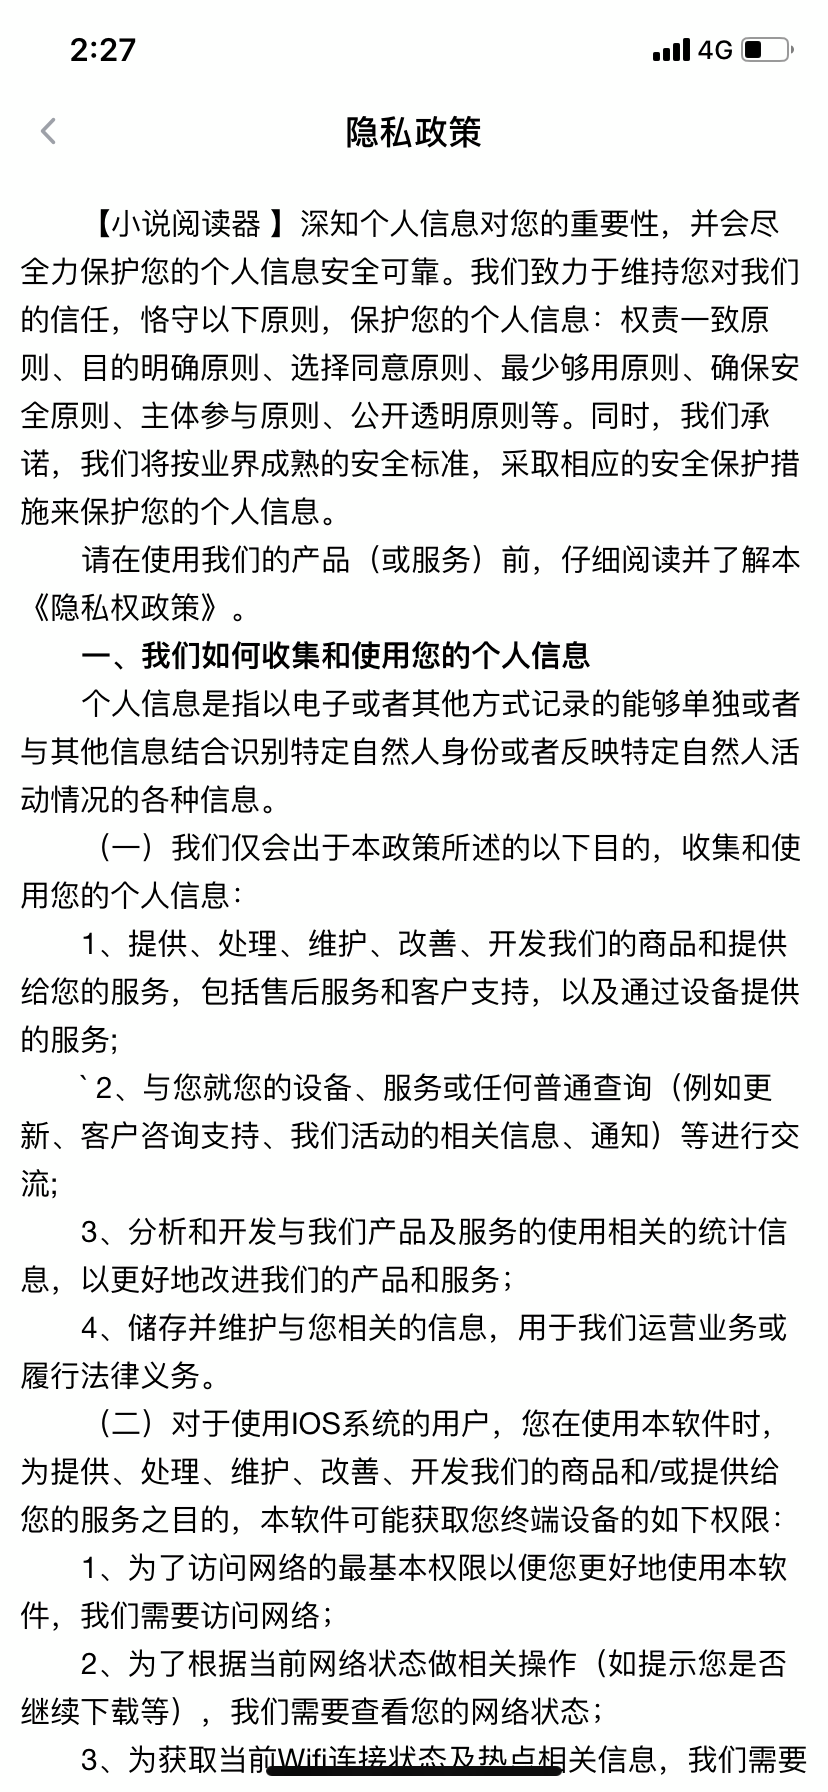 2:27
4G
隐私政策
【小说阅读器 】深知个人信息对您的重要性，并会尽
全力保护您的个人信息安全可靠。我们致力于维持您对我们
的信任，恪守以下原则，保护您的个人信息：权责一致原
则、目的明确原则、选择同意原则、最少够用原则、确保安
全原则、主体参与原则、公开透明原则等。同时，我们承
诺，我们将按业界成熟的安全标准，采取相应的安全保护措
施来保护您的个人信息。
请在使用我们的产品（或服务）前，仔细阅读并了解本
《隐私权政策》。
一、我们如何收集和使用您的个人信息
个人信息是指以电子或者其他方式记录的能够单独或者
与其他信息结合识别特定自然人身份或者反映特定自然人活
动情况的各种信息。
（一）我们仅会出于本政策所述的以下目的，收集和使
用您的个人信息：
1、提供、处理、维护、改善、开发我们的商品和提供
给您的服务，包括售后服务和客户支持，以及通过设备提供
的服务;
`2、与您就您的设备、服务或任何普通查询（例如更
新、客户咨询支持、我们活动的相关信息、通知）等进行交
流;
3、分析和开发与我们产品及服务的使用相关的统计信
息，以更好地改进我们的产品和服务；
4、储存并维护与您相关的信息，用于我们运营业务或
履行法律义务。
（二）对于使用IOS系统的用户，您在使用本软件时，
为提供、处理、维护、改善、开发我们的商品和/或提供给
您的服务之目的，本软件可能获取您终端设备的如下权限：
1、为了访问网络的最基本权限以便您更好地使用本软
件，我们需要访问网络；
2、为了根据当前网络状态做相关操作（如提示您是否
继续下载等），我们需要查看您的网络状态；
3、为获取当前Wifi连接状态及热点相关信息，我们需要